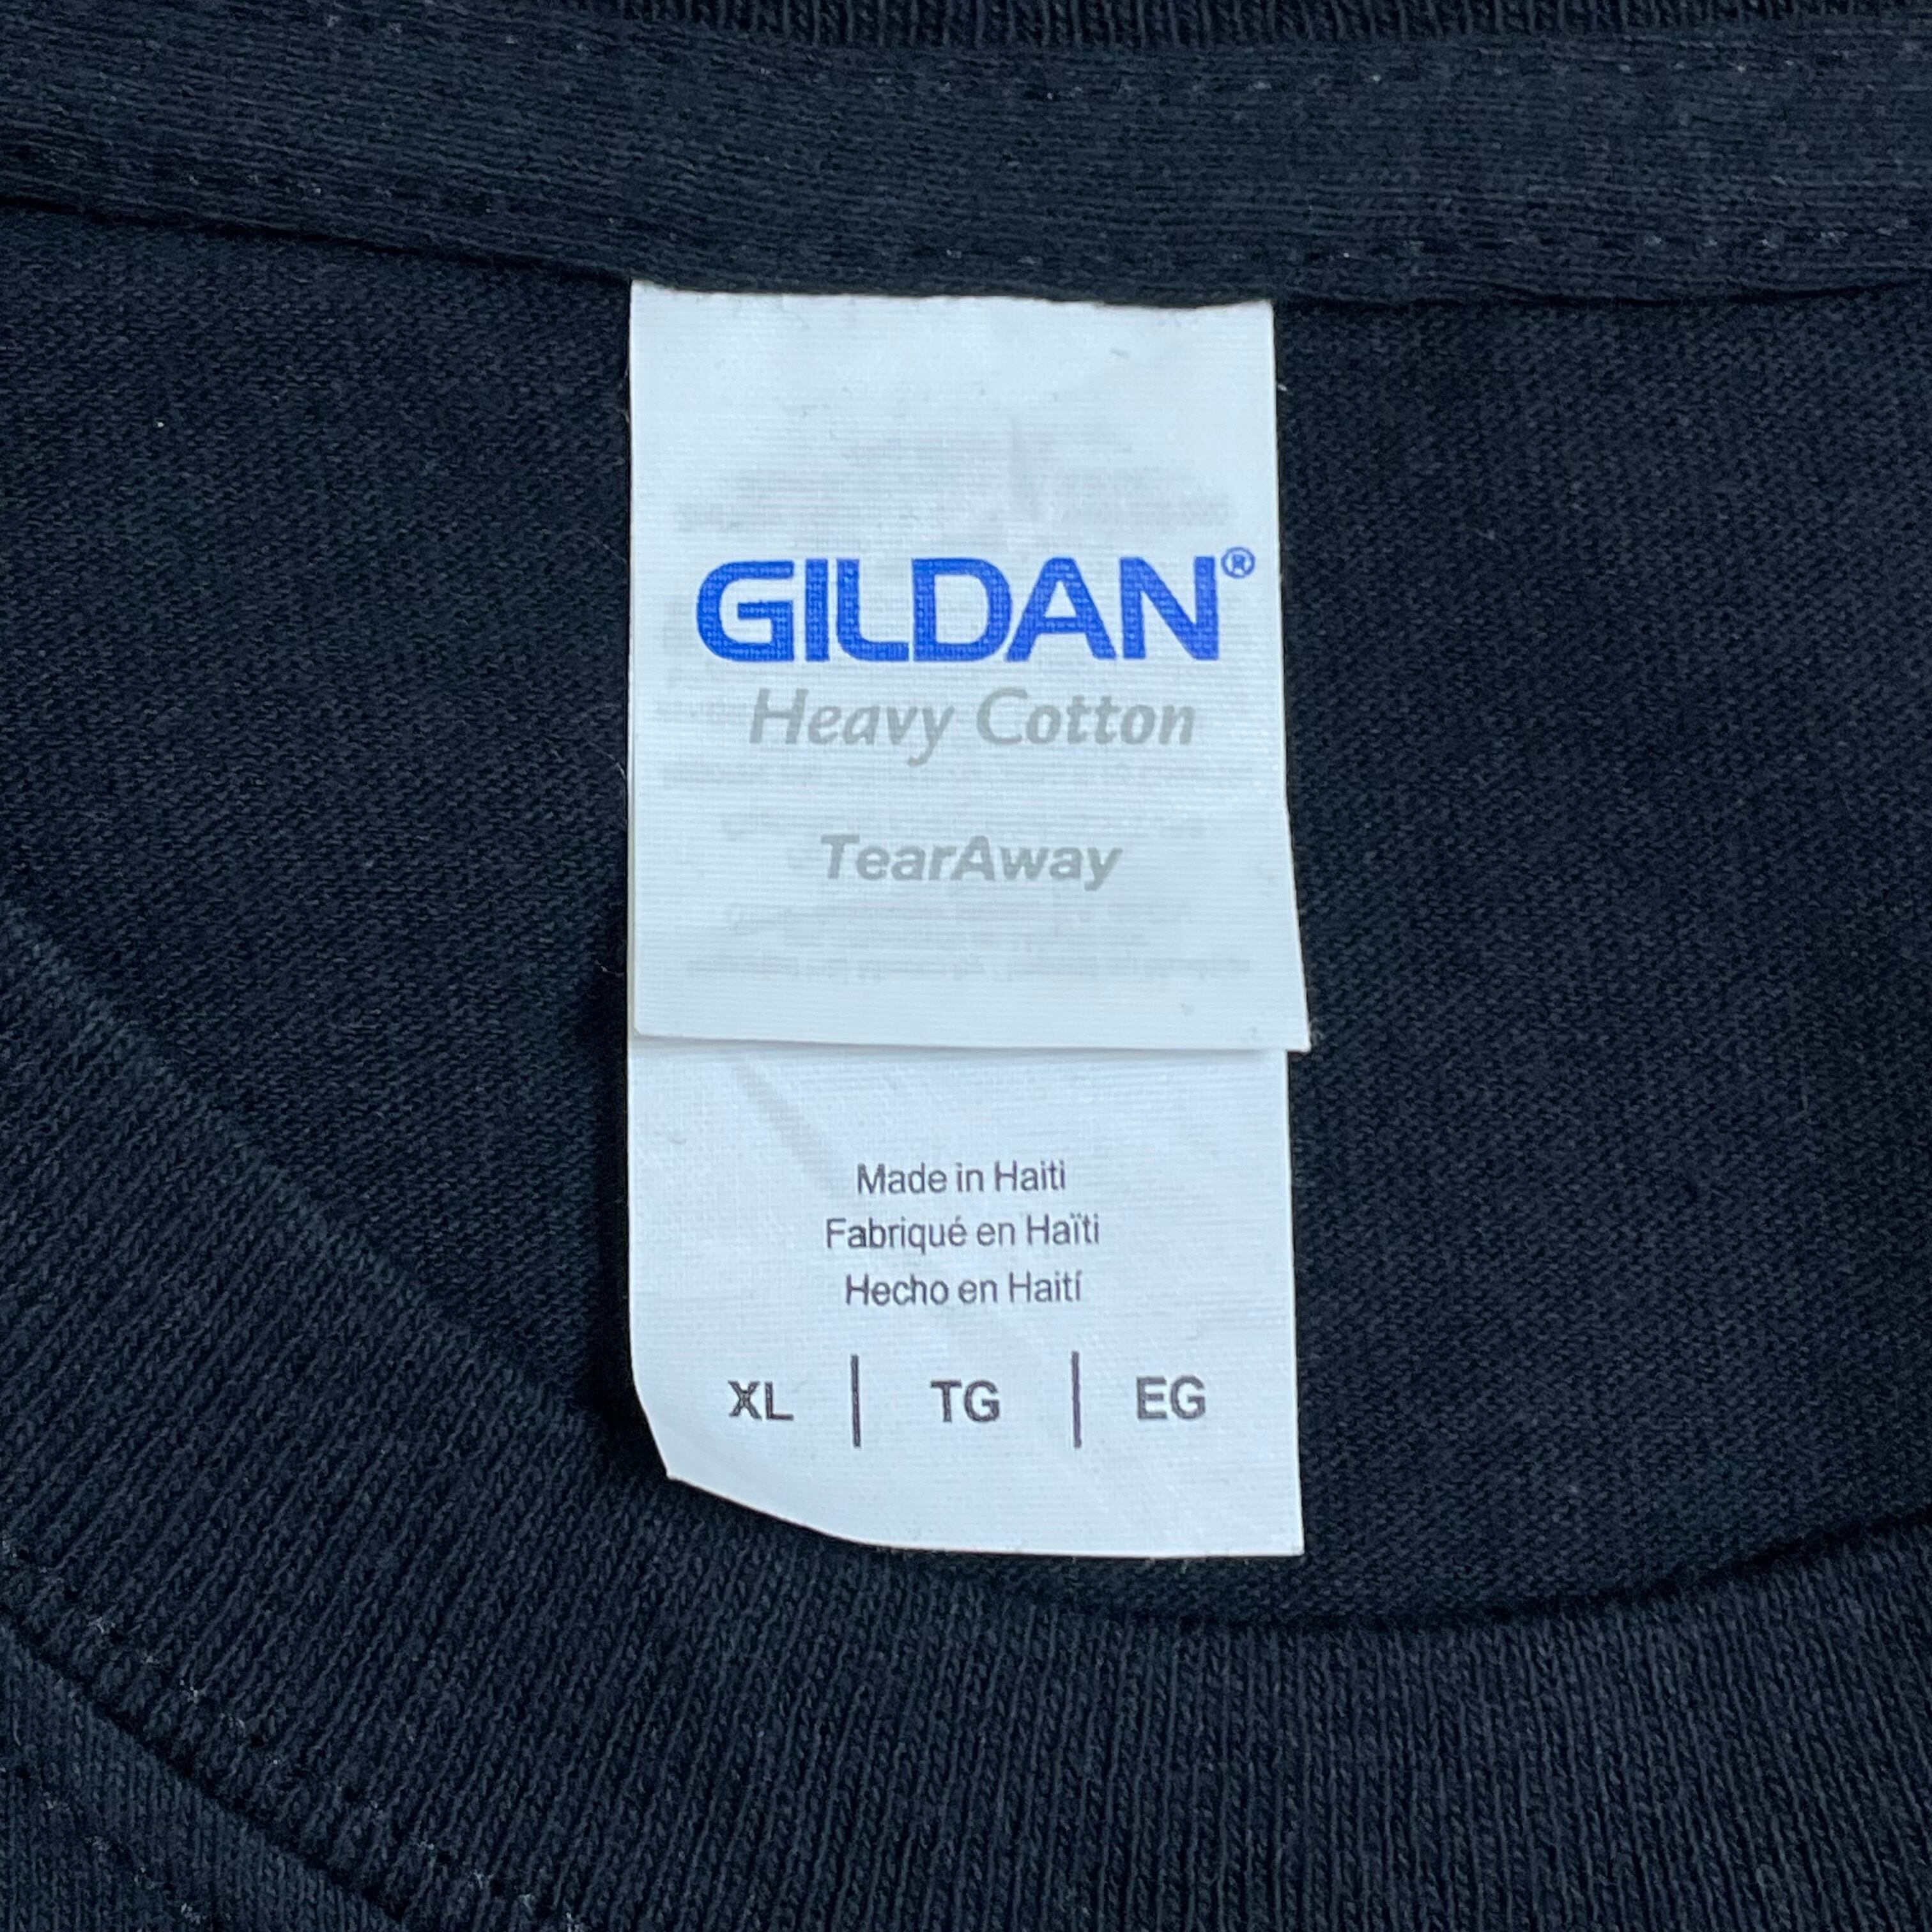 GILDAN®
Heavy Cotton
TearAway
Made in Haiti
Fabriqué en Haïti
Hecho en Haití
XL | TG | EG